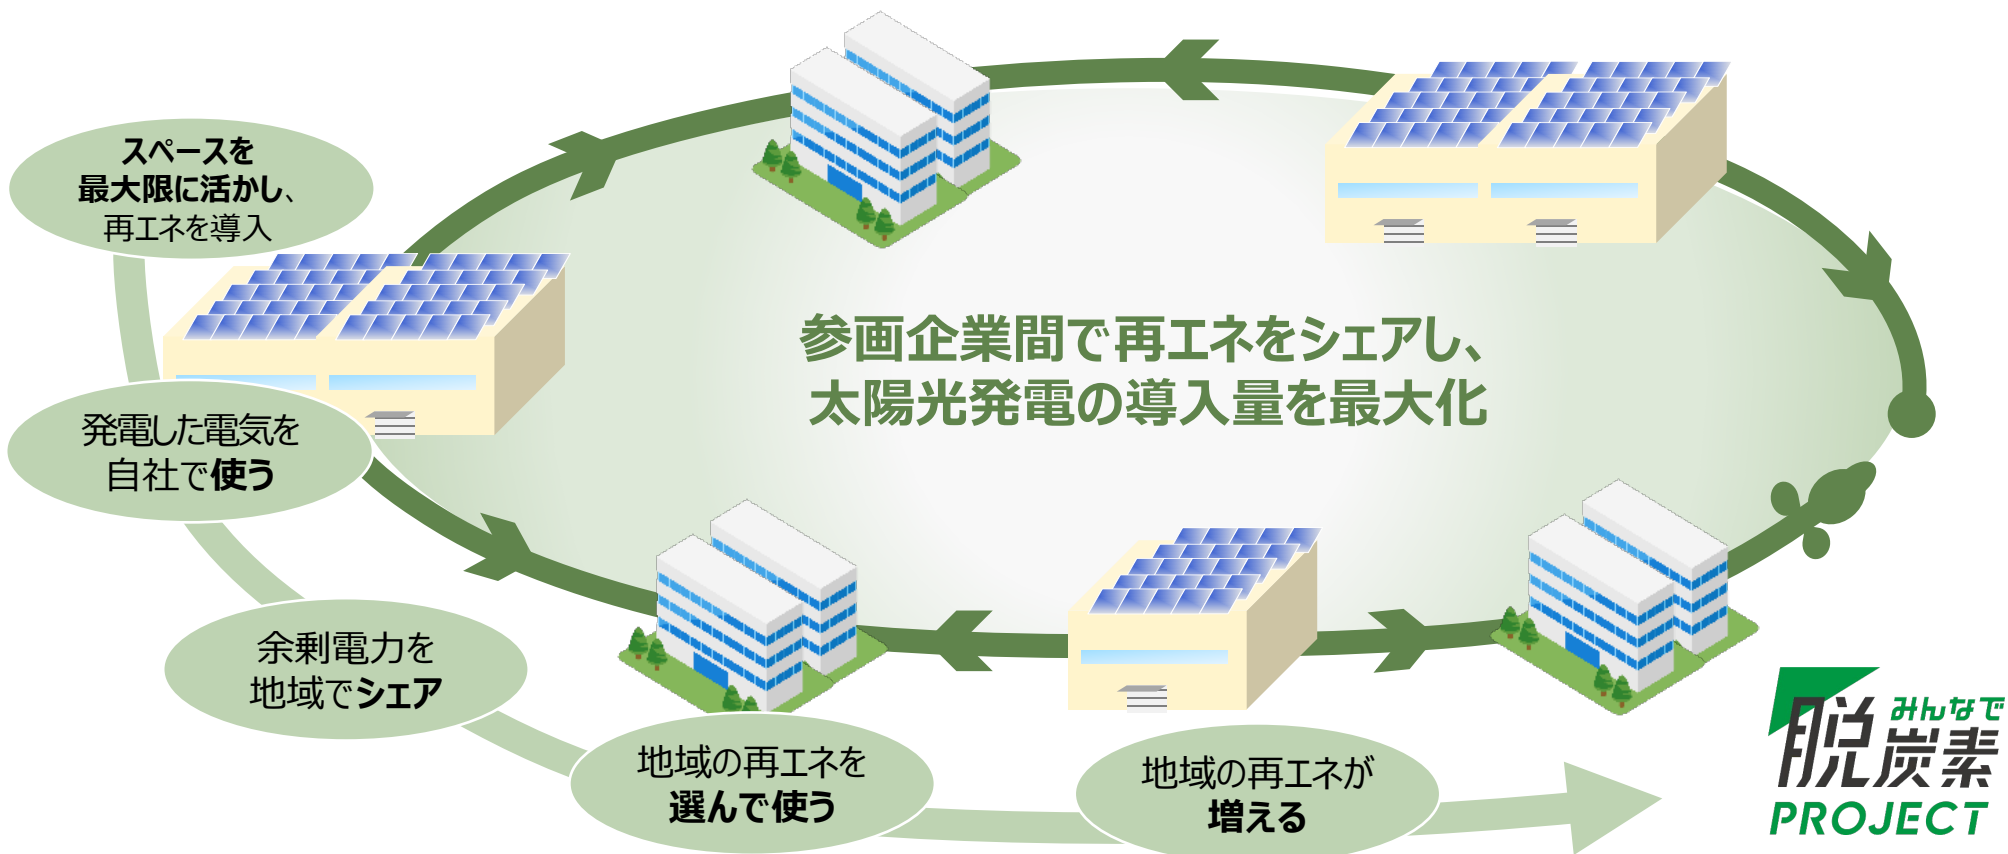 スペースを
最大限に活かし、
再エネを導入
参画企業間で再エネをシェアし、
太陽光発電の導入量を最大化
発電した電気を
自社で使う
余剰電力を
地域でシェア
地域の再エネを
選んで使う
地域の再エネが
増える
みんなで
脱炭素
PROJECT